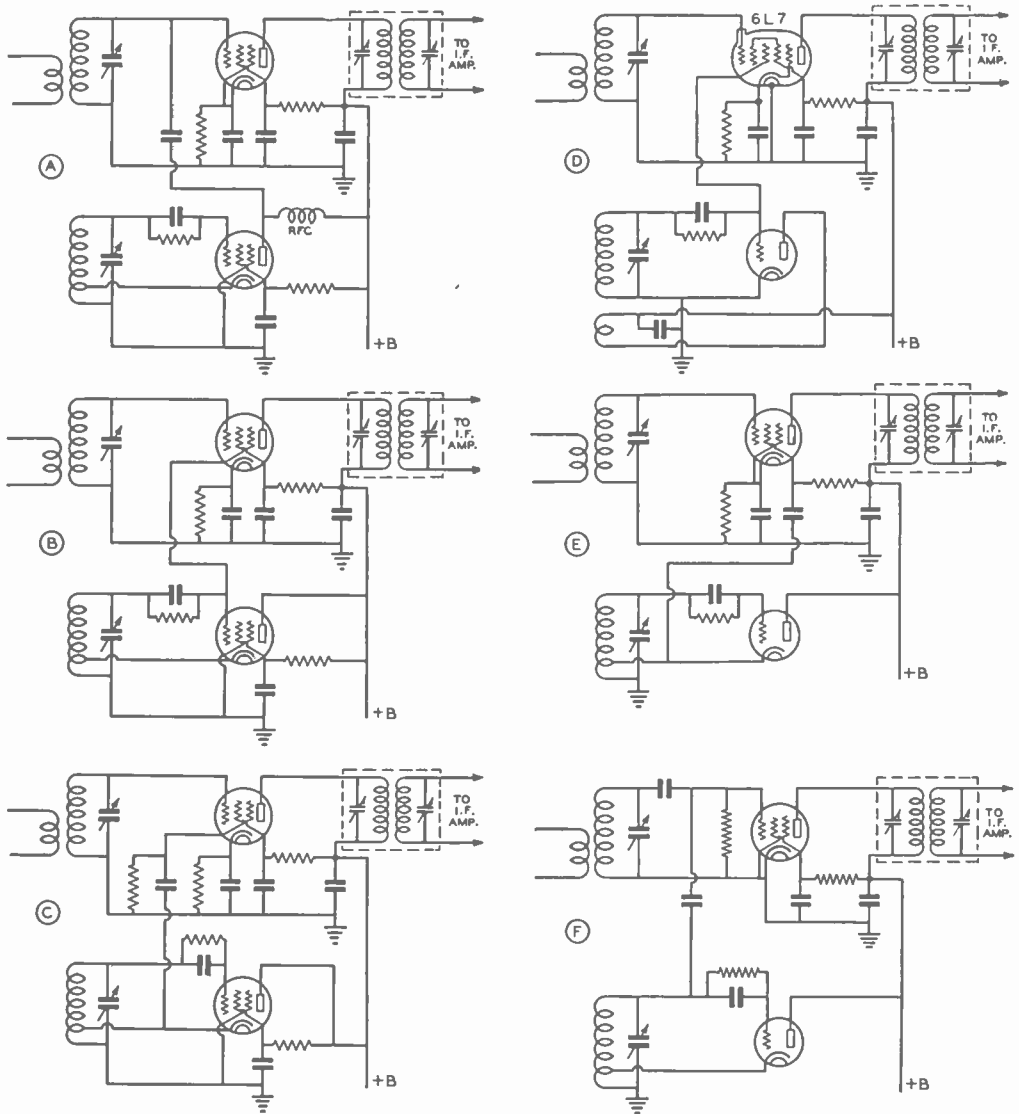 TO
I.F.
AMP.
A
RFC
+B
6L7
TO
I.F.
AMP.
D
+B
TO
I.F.
AMP.
B
+B
TO
I.F.
AMP.
E
+B
TO
I.F.
AMP.
C
+B
TO
I.F.
AMP.
F
+B